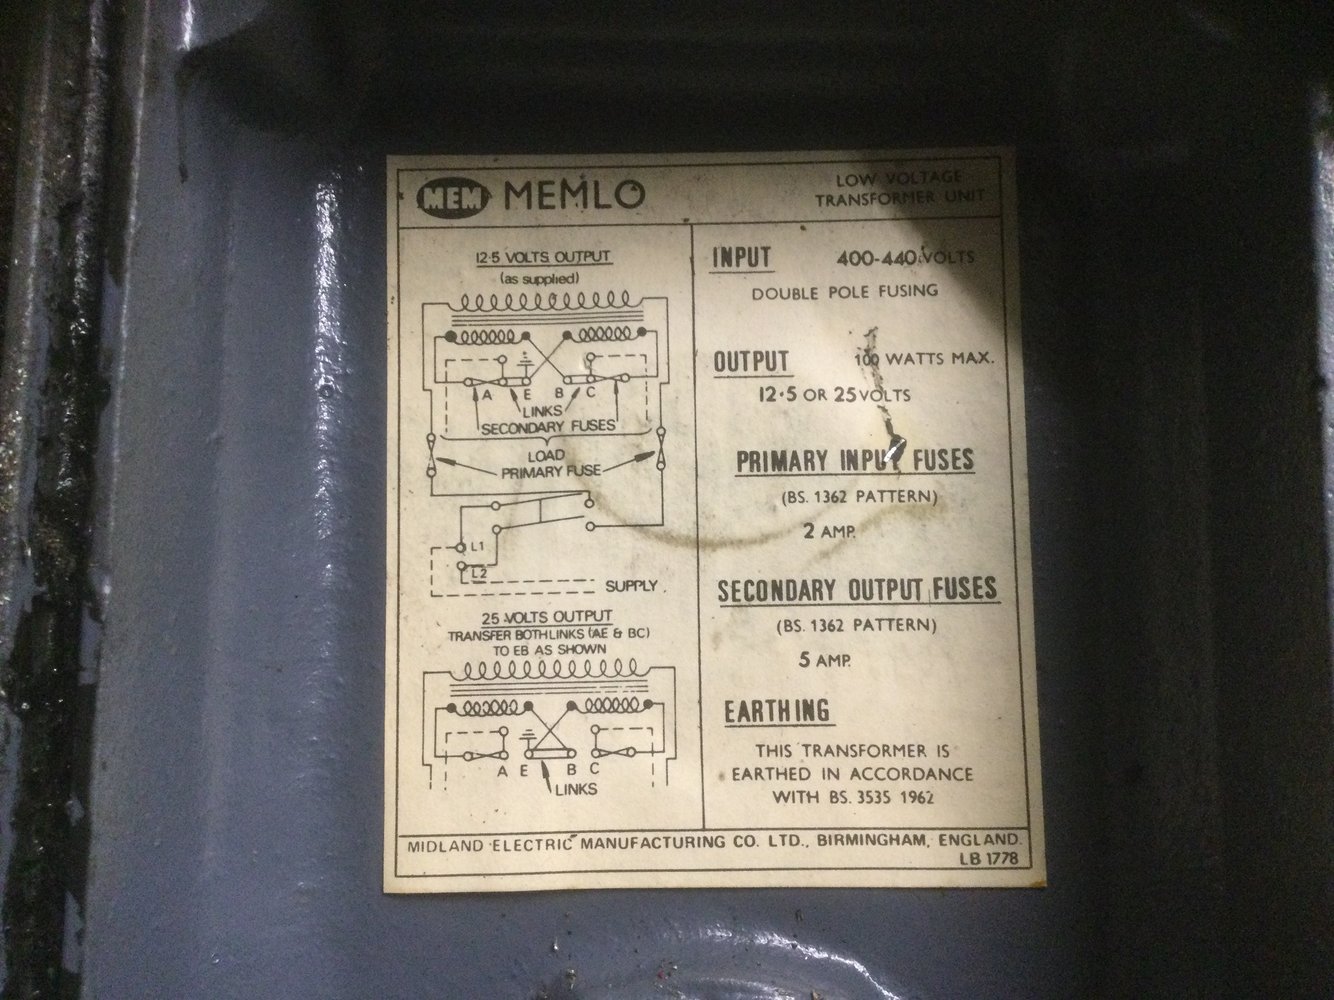 MEM MEMLO
LOW VOLTAGE
TRANSFORMER UNIT
12·5 VOLTS OUTPUT
(as supplied)
A E B C
LINKS
SECONDARY FUSES
LOAD
PRIMARY FUSE
L1
L2
SUPPLY
25 VOLTS OUTPUT
TRANSFER BOTH LINKS (AE & BC)
TO EB AS SHOWN
A E B C
LINKS
INPUT 400-440 VOLTS
DOUBLE POLE FUSING
OUTPUT 100 WATTS MAX.
12·5 OR 25 VOLTS
PRIMARY INPUT FUSES
(BS. 1362 PATTERN)
2 AMP.
SECONDARY OUTPUT FUSES
(BS. 1362 PATTERN)
5 AMP.
EARTHING
THIS TRANSFORMER IS
EARTHED IN ACCORDANCE
WITH BS. 3535 1962
MIDLAND ELECTRIC MANUFACTURING CO. LTD., BIRMINGHAM, ENGLAND.
LB 1778